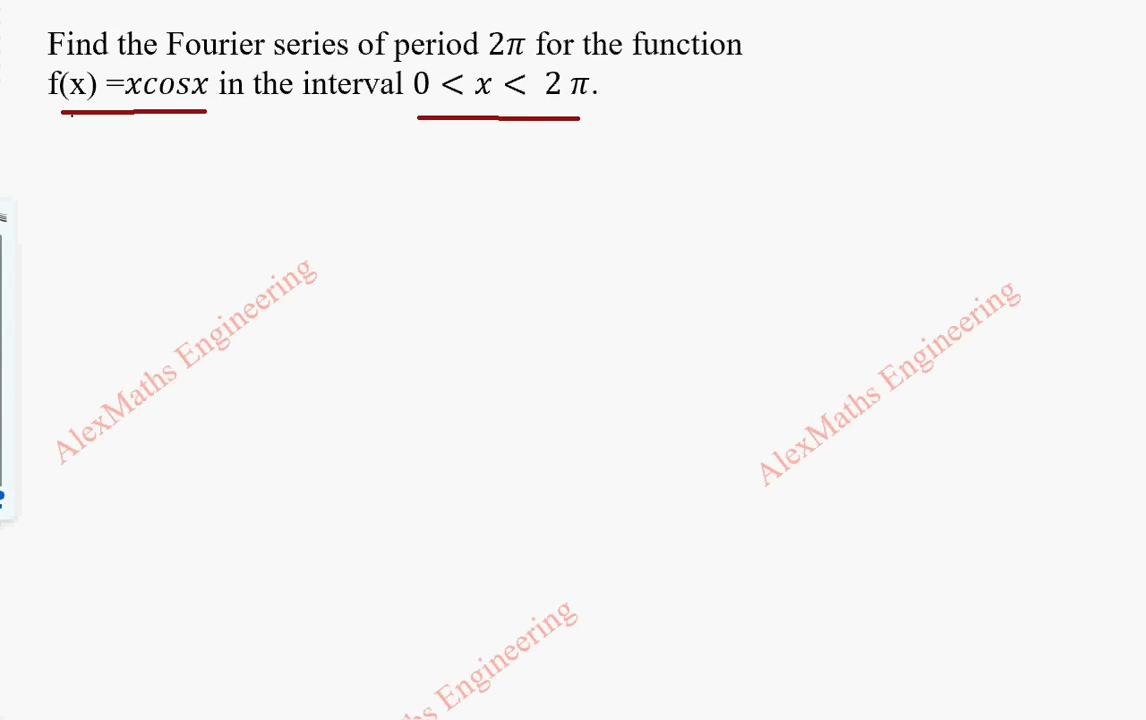 Find the Fourier series of period 2𝜋 for the function
f(x) =𝑥𝑐𝑜𝑠𝑥 in the interval 0 < 𝑥 < 2 𝜋.
AlexMaths Engineering
AlexMaths Engineering
Engineering